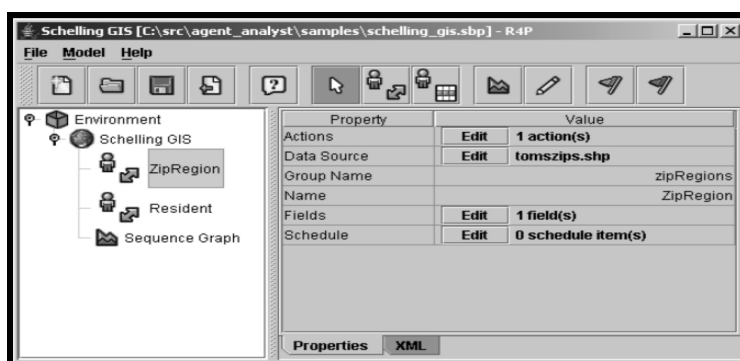 Schelling GIS [C:\src\agent_analyst\samples\schelling_gis.sbp] - R4P
File Model Help
Environment
Schelling GIS
ZipRegion
Resident
Sequence Graph
Property Value
Actions Edit 1 action(s)
Data Source Edit tomszips.shp
Group Name zipRegions
Name ZipRegion
Fields Edit 1 field(s)
Schedule Edit 0 schedule item(s)
Properties XML